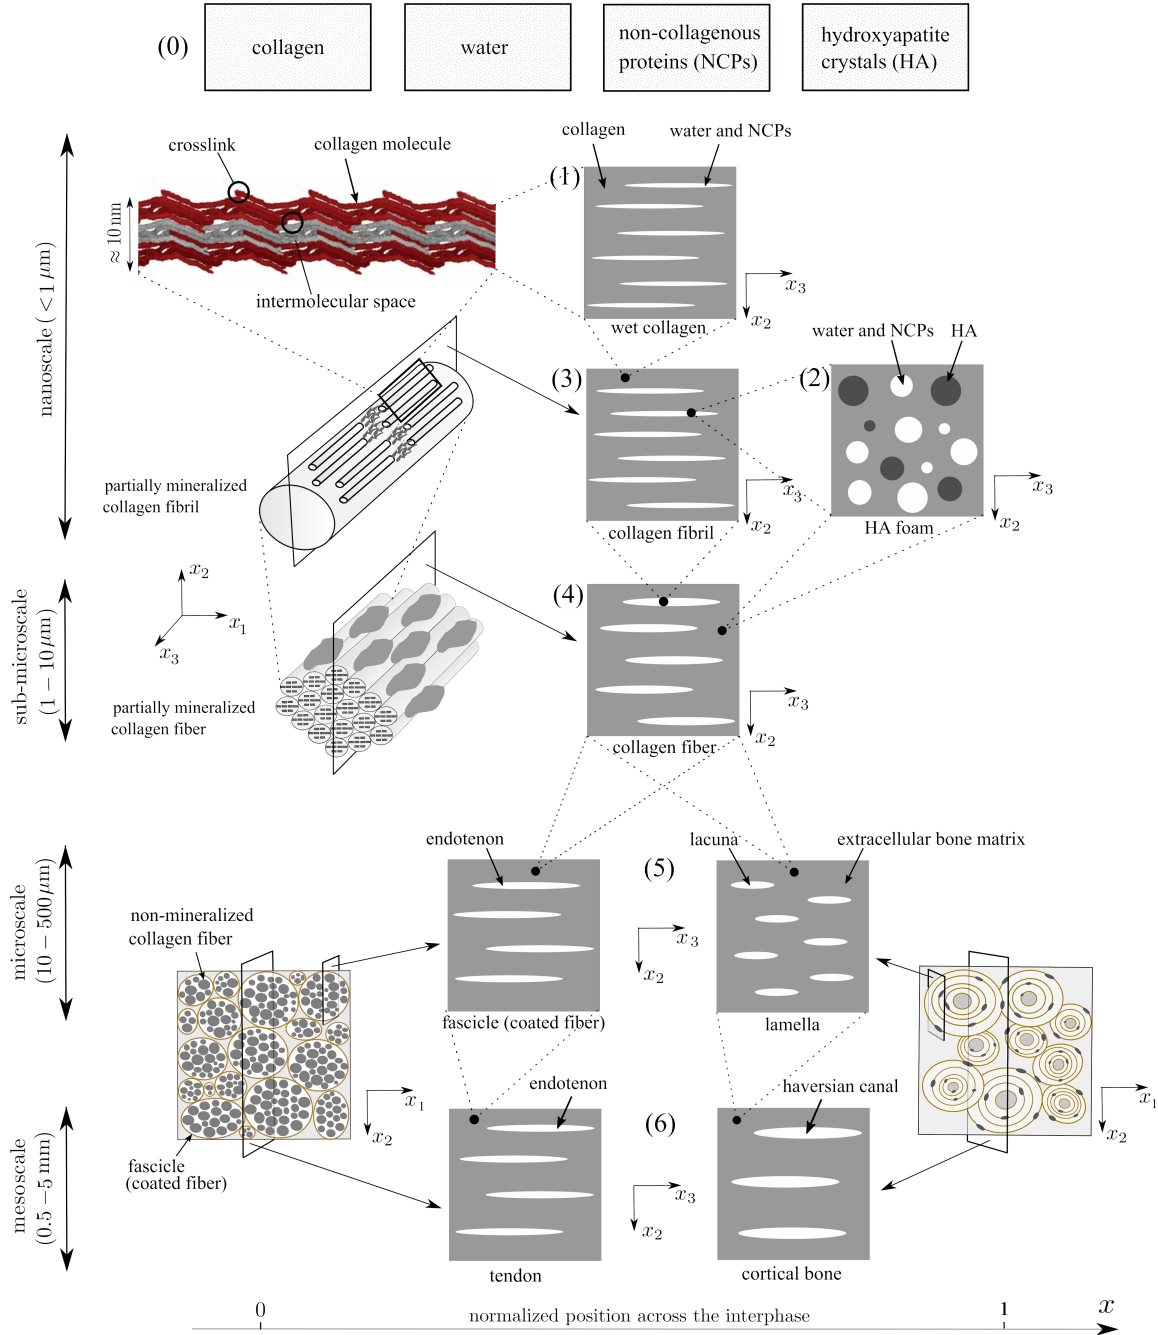 (0)
collagen
water
non-collagenous
proteins (NCPs)
hydroxyapatite
crystals (HA)
nanoscale (< 1 μm)
crosslink
collagen molecule
≈ 10 nm
intermolecular space
collagen
water and NCPs
(1)
x3
x2
wet collagen
water and NCPs
HA
(3)
(2)
x3
x2
collagen fibril
x3
x2
HA foam
partially mineralized
collagen fibril
sub-microscale
(1 − 10 μm)
x2
x1
x3
(4)
x3
x2
collagen fiber
partially mineralized
collagen fiber
microscale
(10 − 500 μm)
endotenon
lacuna
extracellular bone matrix
(5)
non-mineralized
collagen fiber
x3
x2
fascicle (coated fiber)
lamella
x1
x2
x1
x2
mesoscale
(0.5 − 5 mm)
endotenon
haversian canal
(6)
fascicle
(coated fiber)
x3
x2
tendon
cortical bone
0
normalized position across the interphase
1
x